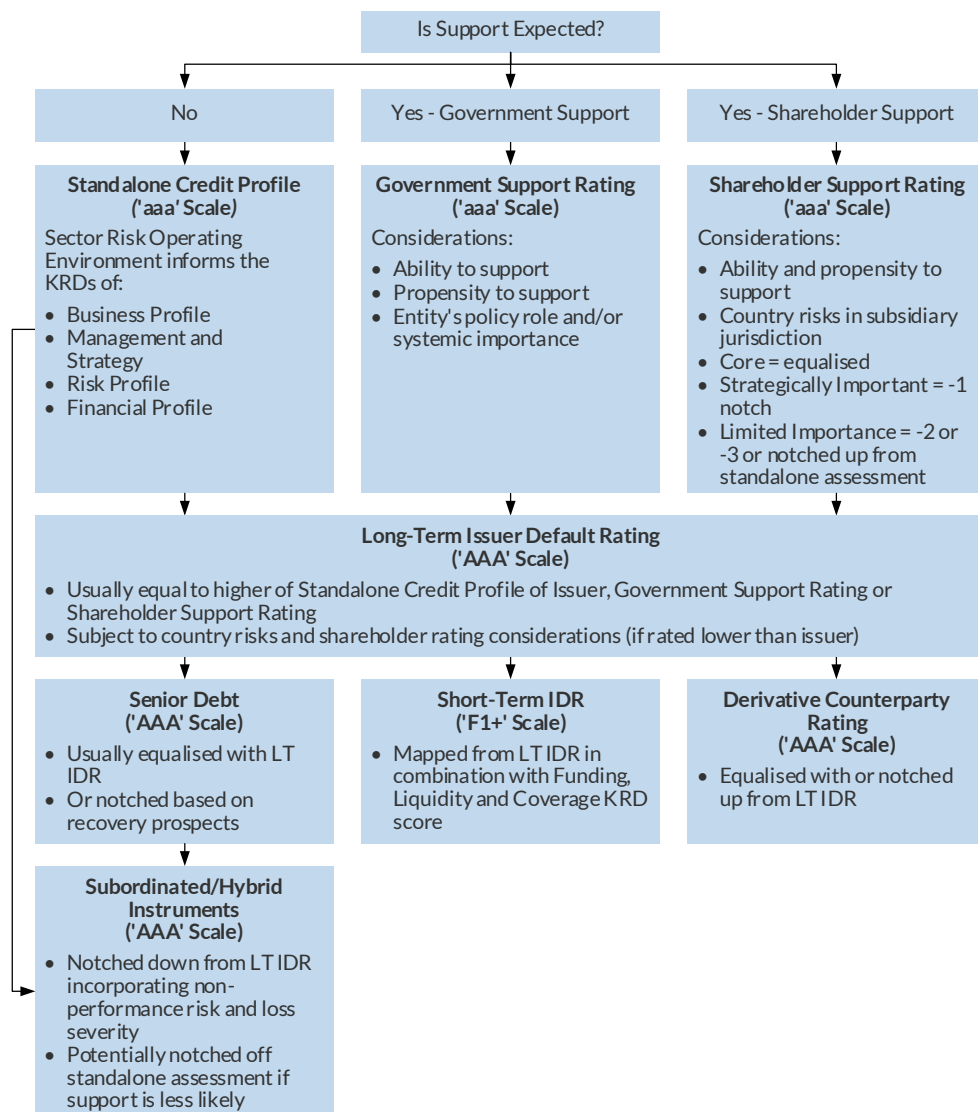 Is Support Expected?
No
Yes - Government Support
Yes - Shareholder Support
Standalone Credit Profile
('aaa' Scale)
Sector Risk Operating
Environment informs the
KRDs of:
• Business Profile
• Management and
Strategy
• Risk Profile
• Financial Profile
Government Support Rating
('aaa' Scale)
Considerations:
• Ability to support
• Propensity to support
• Entity's policy role and/or
systemic importance
Shareholder Support Rating
('aaa' Scale)
Considerations:
• Ability and propensity to
support
• Country risks in subsidiary
jurisdiction
• Core = equalised
• Strategically Important = -1
notch
• Limited Importance = -2 or
-3 or notched up from
standalone assessment
Long-Term Issuer Default Rating
('AAA' Scale)
• Usually equal to higher of Standalone Credit Profile of Issuer, Government Support Rating or
Shareholder Support Rating
• Subject to country risks and shareholder rating considerations (if rated lower than issuer)
Senior Debt
('AAA' Scale)
• Usually equalised with LT
IDR
• Or notched based on
recovery prospects
Short-Term IDR
('F1+' Scale)
• Mapped from LT IDR in
combination with Funding,
Liquidity and Coverage KRD
score
Derivative Counterparty
Rating
('AAA' Scale)
• Equalised with or notched
up from LT IDR
Subordinated/Hybrid
Instruments
('AAA' Scale)
• Notched down from LT IDR
incorporating non-
performance risk and loss
severity
• Potentially notched off
standalone assessment if
support is less likely